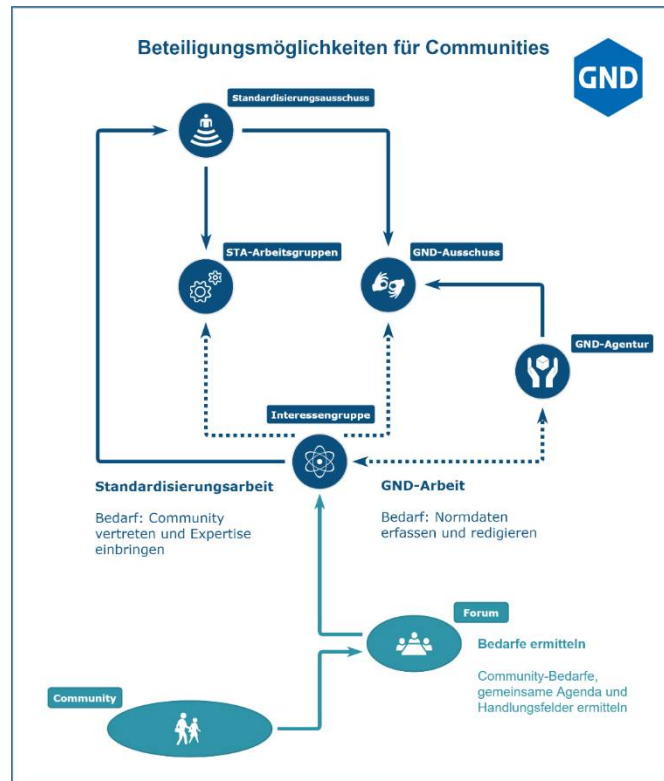 Beteiligungsmöglichkeiten für Communities
GND
Standardisierungsausschuss
STA-Arbeitsgruppen
GND-Ausschuss
GND-Agentur
Interessengruppe
Standardisierungsarbeit
Bedarf: Community
vertreten und Expertise
einbringen
GND-Arbeit
Bedarf: Normdaten
erfassen und redigieren
Forum
Bedarfe ermitteln
Community-Bedarfe,
gemeinsame Agenda und
Handlungsfelder ermitteln
Community